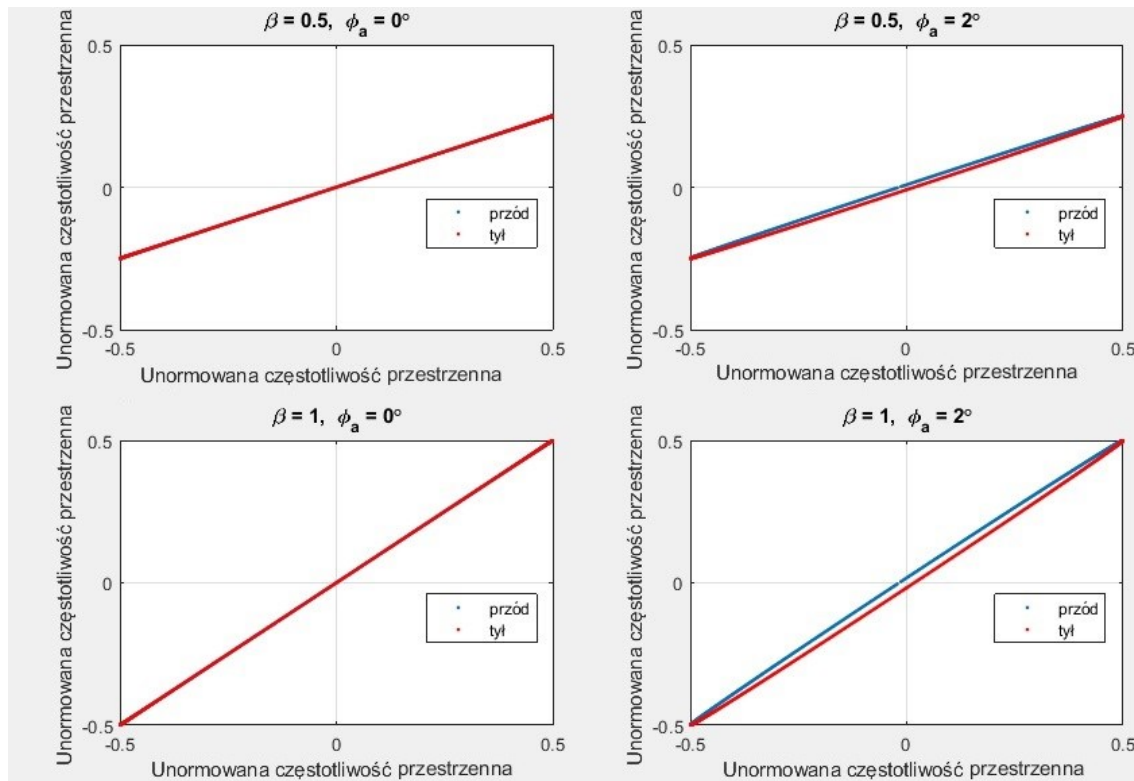 β = 0.5, ϕa = 0°
Unormowana częstotliwość przestrzenna
0.5
0
-0.5
przód
tył
-0.5
0
0.5
Unormowana częstotliwość przestrzenna
β = 0.5, ϕa = 2°
Unormowana częstotliwość przestrzenna
0.5
0
-0.5
przód
tył
-0.5
0
0.5
Unormowana częstotliwość przestrzenna
β = 1, ϕa = 0°
Unormowana częstotliwość przestrzenna
0.5
0
-0.5
przód
tył
-0.5
0
0.5
Unormowana częstotliwość przestrzenna
β = 1, ϕa = 2°
Unormowana częstotliwość przestrzenna
0.5
0
-0.5
przód
tył
-0.5
0
0.5
Unormowana częstotliwość przestrzenna